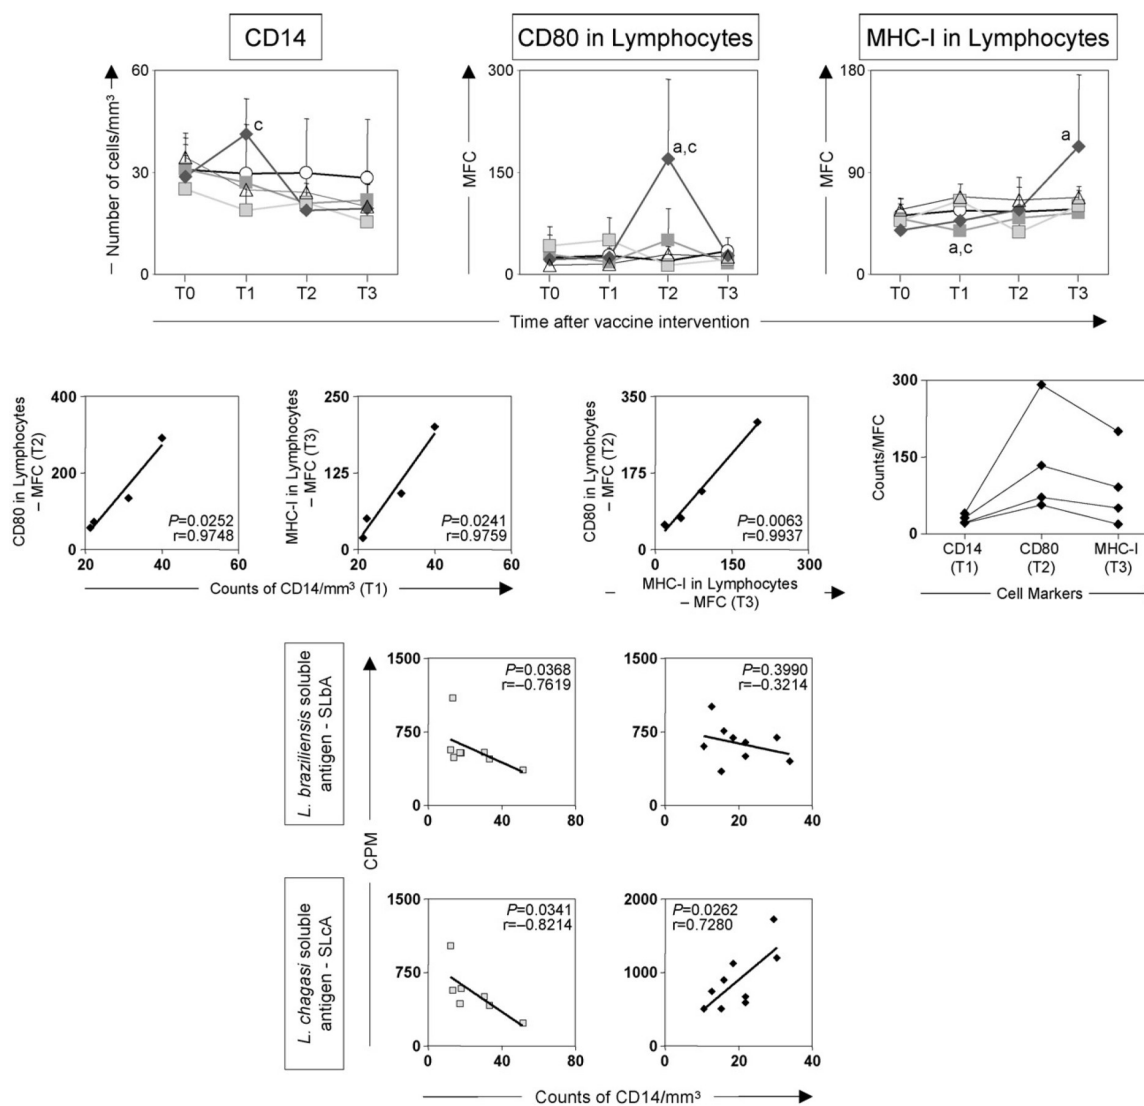 CD14
CD80 in Lymphocytes
MHC-I in Lymphocytes
Number of cells/mm³
60
30
0
c
T0 T1 T2 T3
MFC
300
150
0
a,c
T0 T1 T2 T3
MFC
180
90
0
a
a,c
T0 T1 T2 T3
Time after vaccine intervention
CD80 in Lymphocytes
– MFC (T2)
400
200
0
P=0.0252
r=0.9748
20 40 60
MHC-I in Lymphocytes
– MFC (T3)
250
125
0
P=0.0241
r=0.9759
20 40 60
Counts of CD14/mm³ (T1)
CD80 in Lymohcytes
– MFC (T2)
350
175
0
P=0.0063
r=0.9937
0 100 200 300
MHC-I in Lymphocytes
– MFC (T3)
Counts/MFC
300
150
0
CD14 CD80 MHC-I
(T1) (T2) (T3)
Cell Markers
L. braziliensis soluble
antigen - SLbA
CPM
1500
750
0
P=0.0368
r=–0.7619
0 40 80
1500
750
0
P=0.3990
r=–0.3214
0 20 40
L. chagasi soluble
antigen - SLcA
1500
750
0
P=0.0341
r=–0.8214
0 40 80
2000
1000
0
P=0.0262
r=0.7280
0 20 40
Counts of CD14/mm³